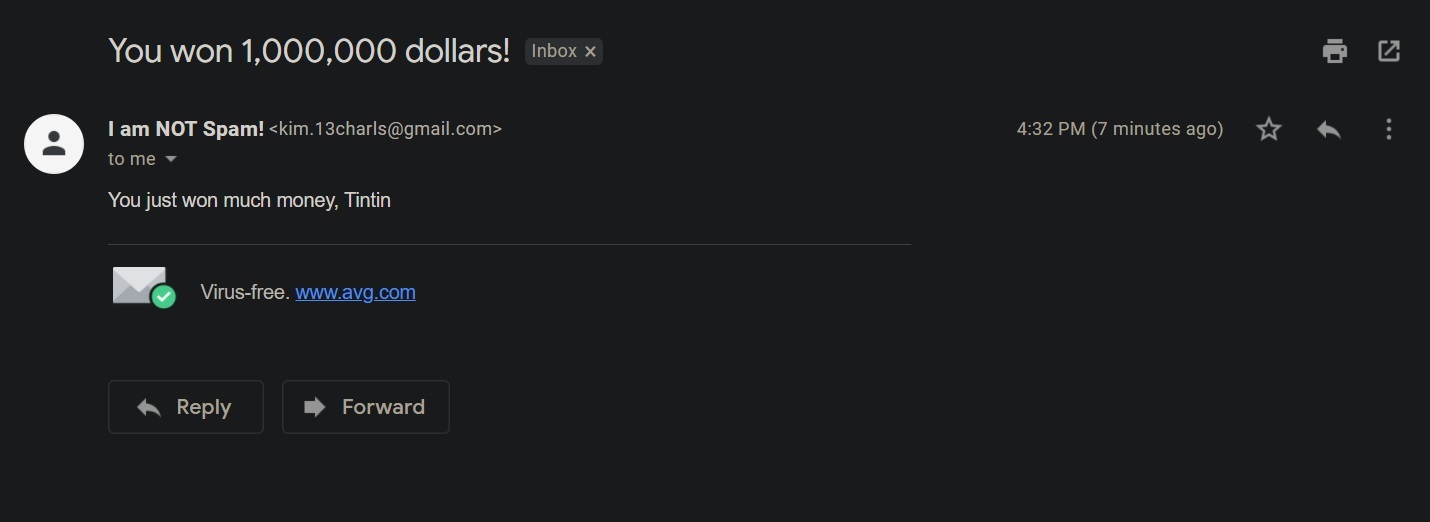 You won 1,000,000 dollars! Inbox ×
I am NOT Spam! <kim.13charls@gmail.com> 4:32 PM (7 minutes ago)
to me
You just won much money, Tintin
Virus-free. www.avg.com
Reply Forward